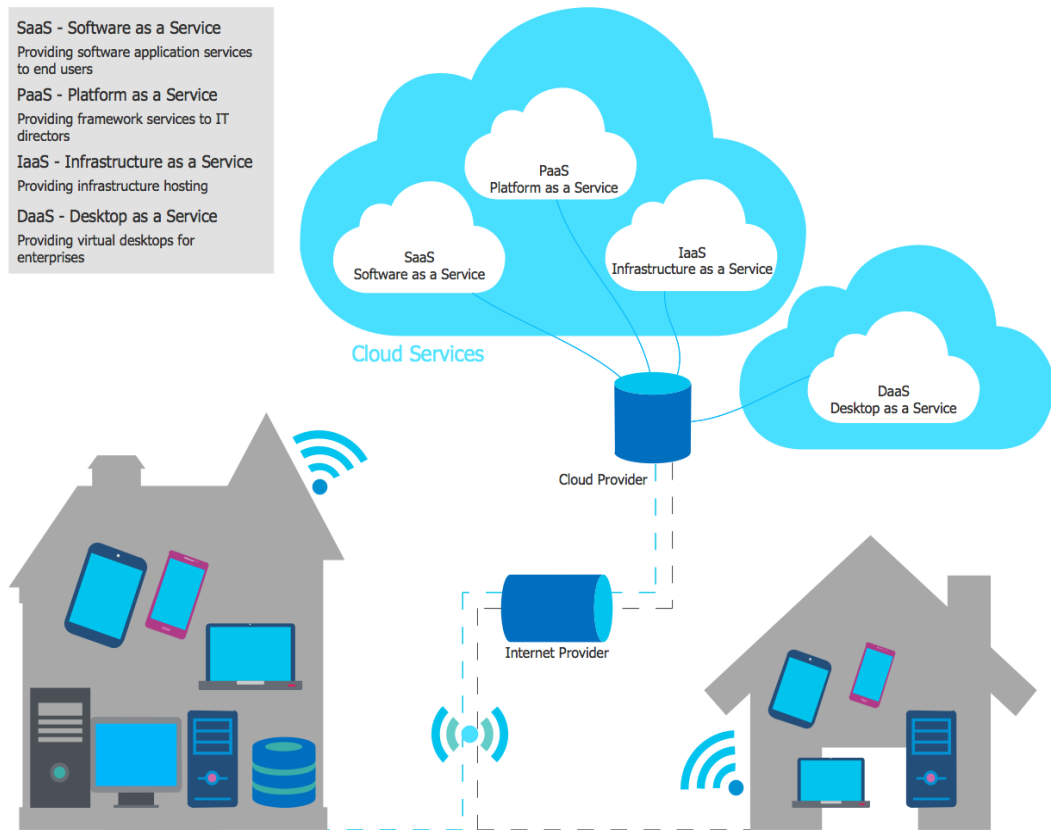 SaaS - Software as a Service
Providing software application services
to end users
PaaS - Platform as a Service
Providing framework services to IT
directors
IaaS - Infrastructure as a Service
Providing infrastructure hosting
DaaS - Desktop as a Service
Providing virtual desktops for
enterprises
PaaS
Platform as a Service
SaaS
Software as a Service
IaaS
Infrastructure as a Service
Cloud Services
DaaS
Desktop as a Service
Cloud Provider
Internet Provider